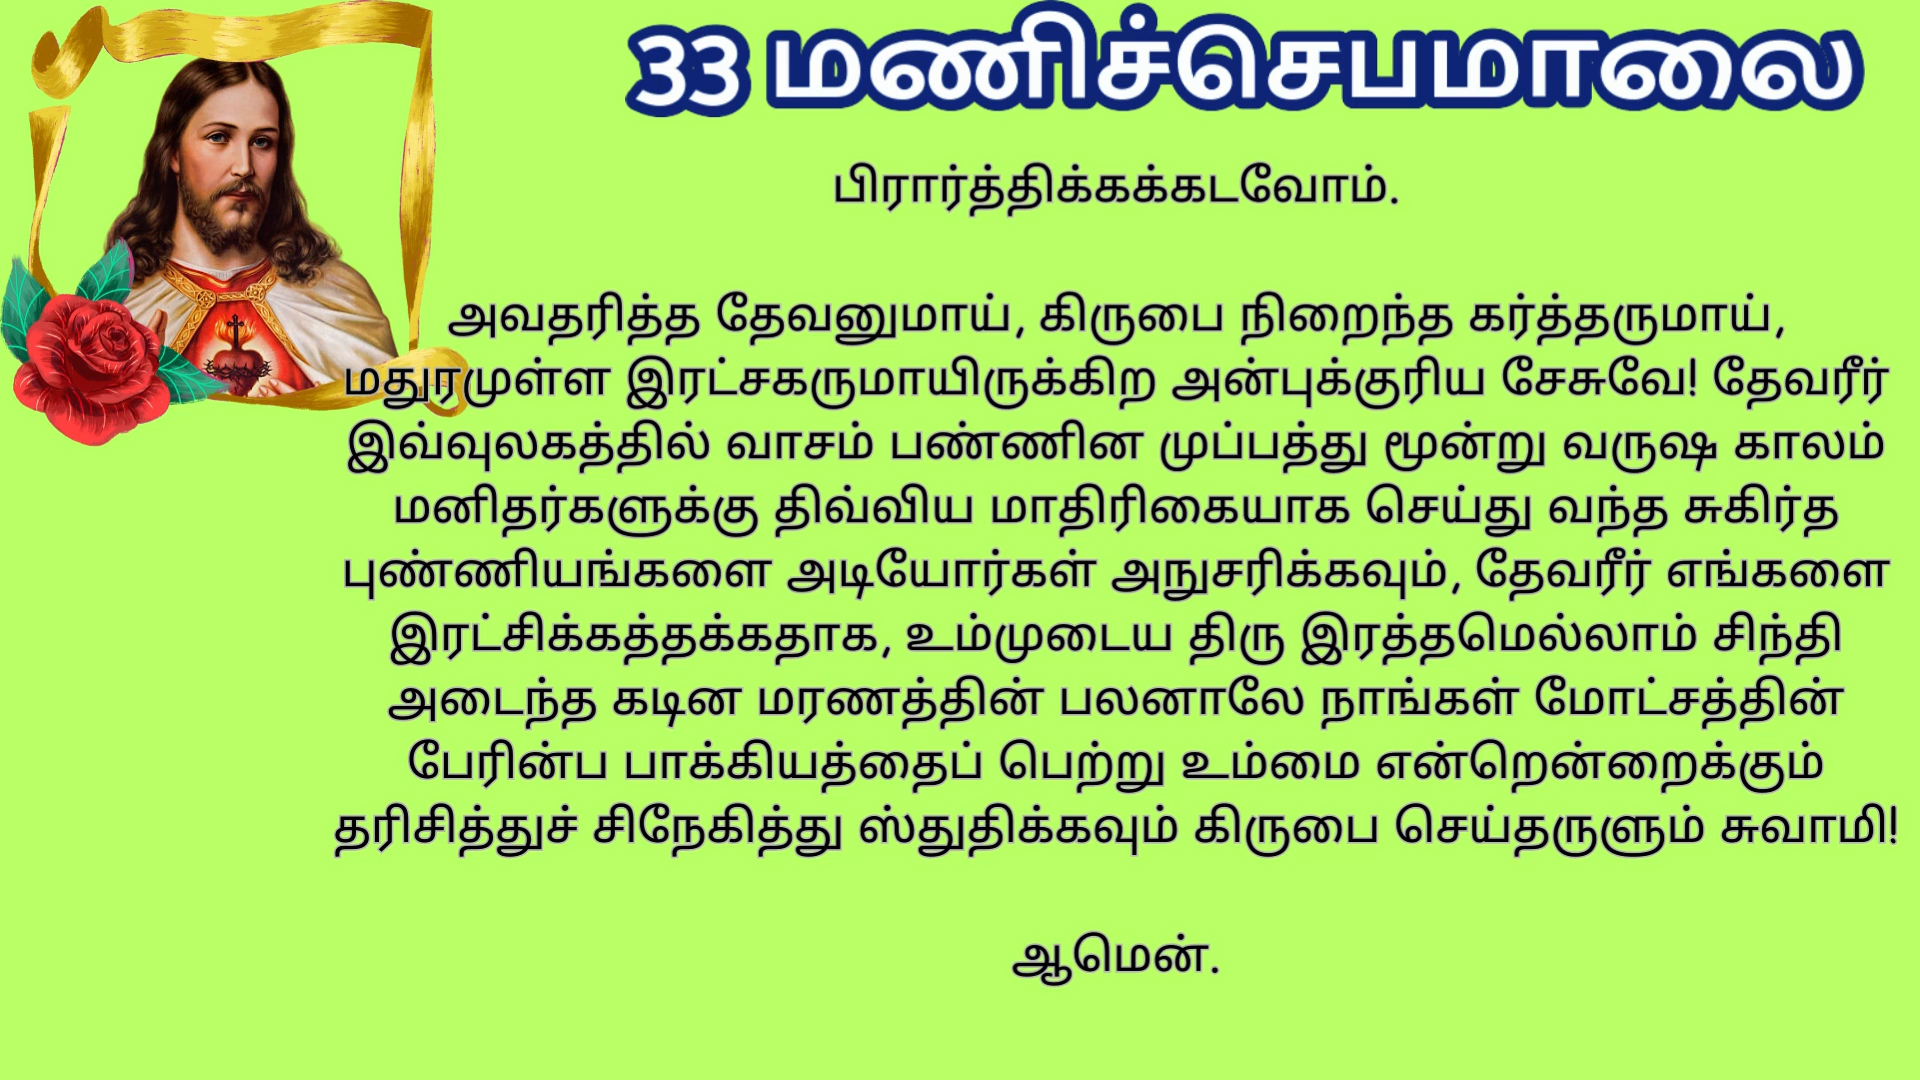 33 மணிச்செபமாலை
பிரார்த்திக்கக்கடவோம்.
அவதரித்த தேவனுமாய், கிருபை நிறைந்த கர்த்தருமாய்,
மதுரமுள்ள இரட்சகருமாயிருக்கிற அன்புக்குரிய சேசுவே! தேவரீர்
இவ்வுலகத்தில் வாசம் பண்ணின முப்பத்து மூன்று வருஷ காலம்
மனிதர்களுக்கு திவ்விய மாதிரிகையாக செய்து வந்த சுகிர்த
புண்ணியங்களை அடியோர்கள் அநுசரிக்கவும், தேவரீர் எங்களை
இரட்சிக்கத்தக்கதாக, உம்முடைய திரு இரத்தமெல்லாம் சிந்தி
அடைந்த கடின மரணத்தின் பலனாலே நாங்கள் மோட்சத்தின்
பேரின்ப பாக்கியத்தைப் பெற்று உம்மை என்றென்றைக்கும்
தரிசித்துச் சிநேகித்து ஸ்துதிக்கவும் கிருபை செய்தருளும் சுவாமி!
ஆமென்.